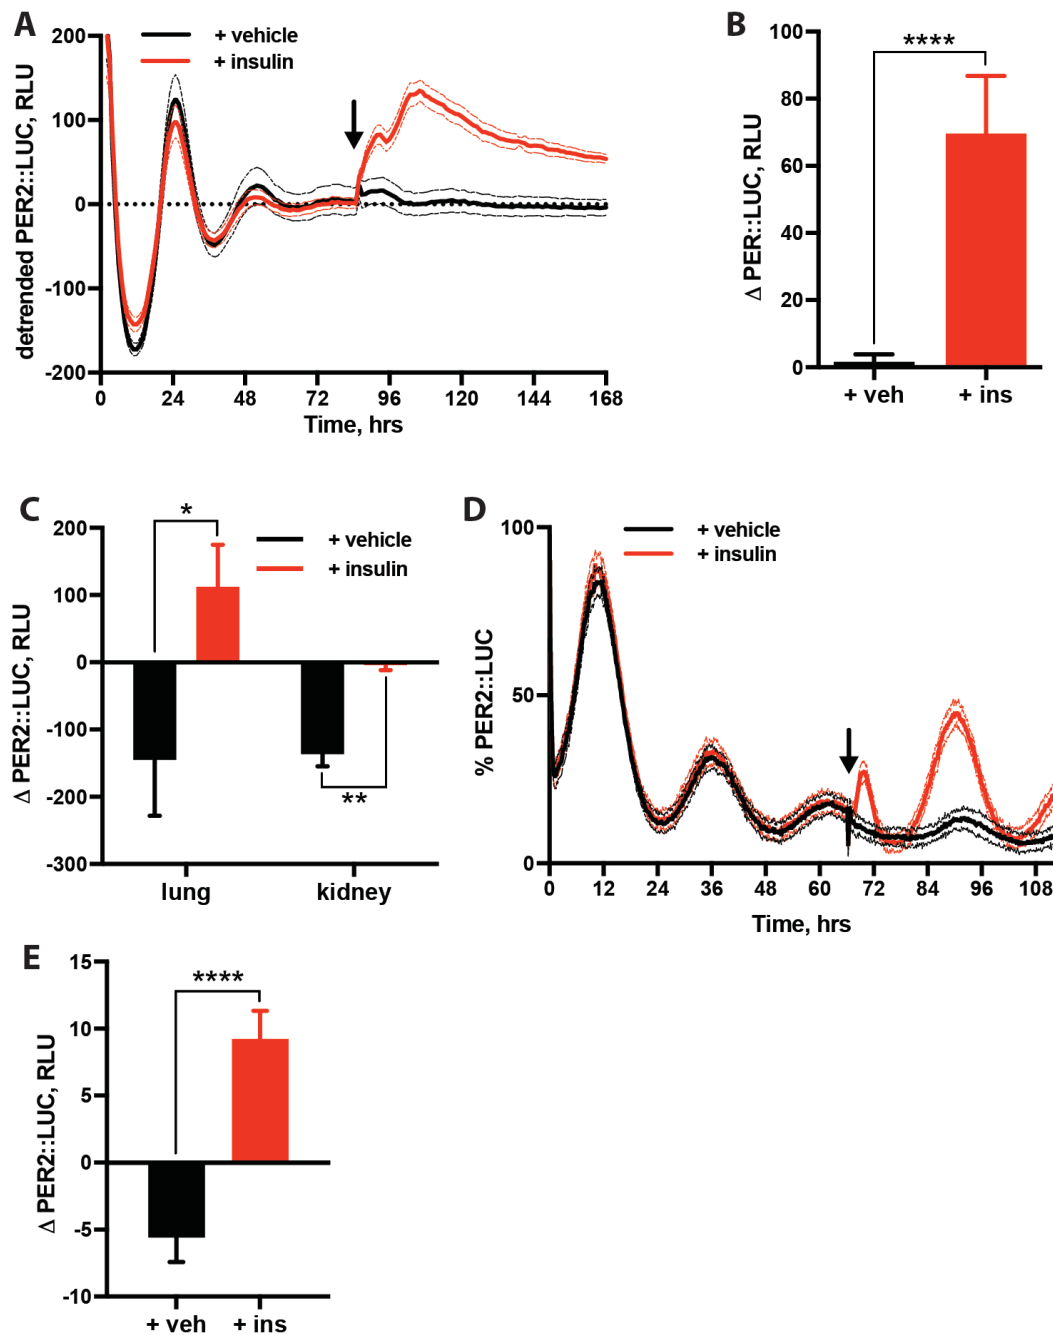 A
+ vehicle
+ insulin
detrended PER2::LUC, RLU
200
100
0
-100
-200
0 24 48 72 96 120 144 168
Time, hrs
B
****
Δ PER::LUC, RLU
100
80
60
40
20
0
+ veh + ins
C
*
+ vehicle
+ insulin
Δ PER2::LUC, RLU
200
100
0
-100
-200
-300
**
lung kidney
D
+ vehicle
+ insulin
% PER2::LUC
100
50
0
0 12 24 36 48 60 72 84 96 108
Time, hrs
E
****
Δ PER2::LUC, RLU
15
10
5
0
-5
-10
+ veh + ins